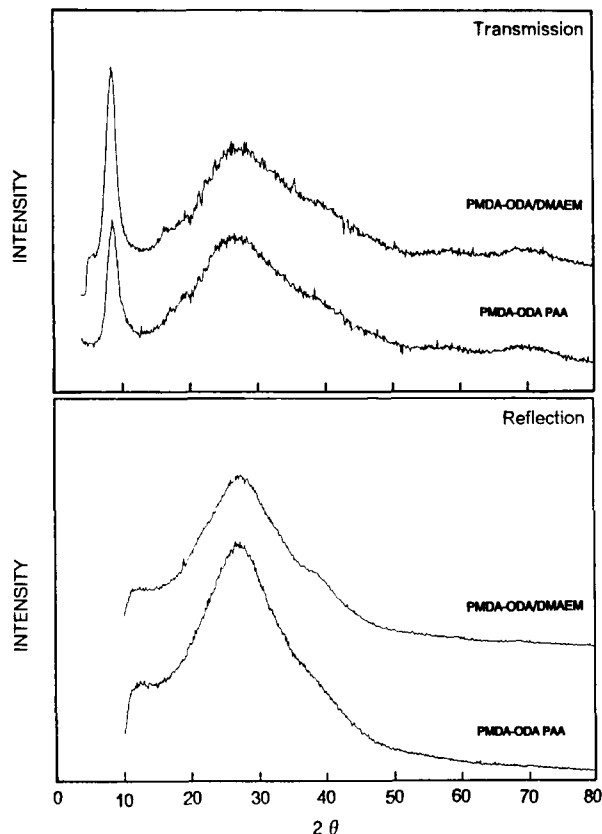 Transmission
INTENSITY
PMDA-ODA/DMAEM
PMDA-ODA PAA
Reflection
INTENSITY
PMDA-ODA/DMAEM
PMDA-ODA PAA
0 10 20 30 40 50 60 70 80
2 θ